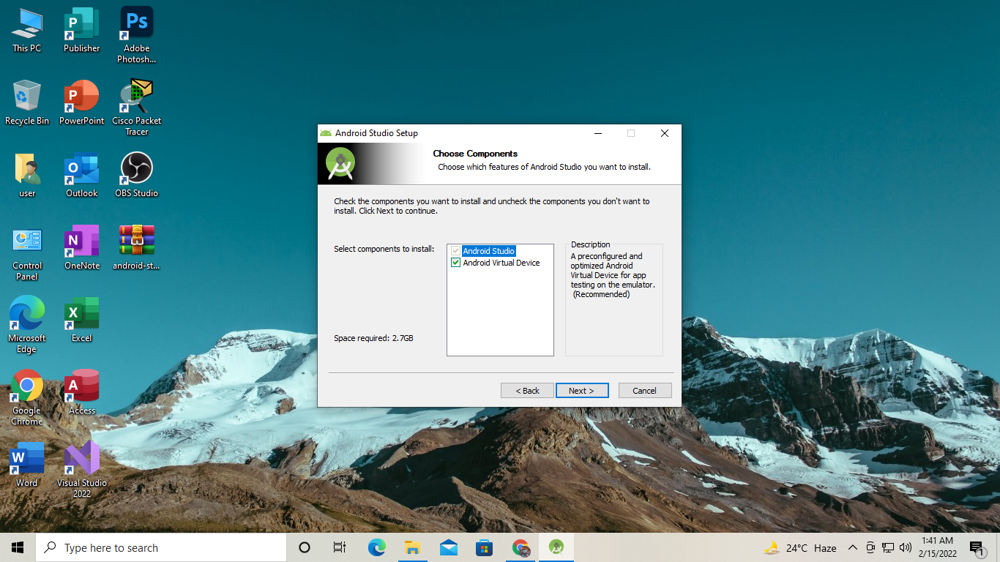 This PC
Publisher
Ps
Adobe
Photosh...
Recycle Bin
PowerPoint
Cisco Packet
Tracer
user
Outlook
OBS Studio
Control
Panel
OneNote
android-st...
Microsoft
Edge
Excel
Google
Chrome
Access
Word
Visual Studio
2022
Android Studio Setup
Choose Components
Choose which features of Android Studio you want to install.
Check the components you want to install and uncheck the components you don't want to
install. Click Next to continue.
Select components to install:
Android Studio
Android Virtual Device
Description
A preconfigured and
optimized Android
Virtual Device for app
testing on the emulator.
(Recommended)
Space required: 2.7GB
< Back
Next >
Cancel
Type here to search
24°C Haze
1:41 AM
2/15/2022
1